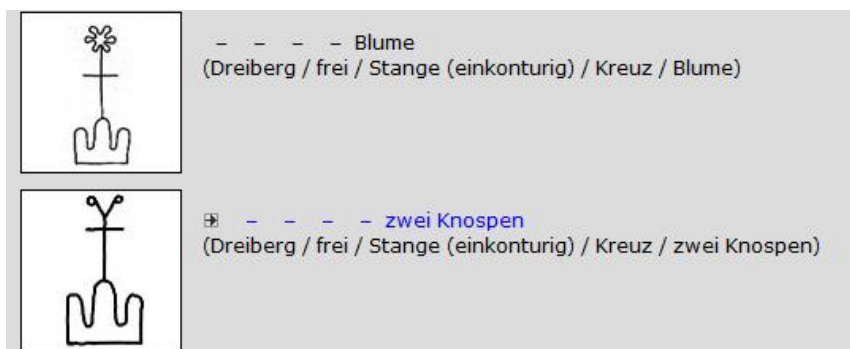 – – – – Blume
(Dreiberg / frei / Stange (einkonturig) / Kreuz / Blume)
– – – – zwei Knospen
(Dreiberg / frei / Stange (einkonturig) / Kreuz / zwei Knospen)